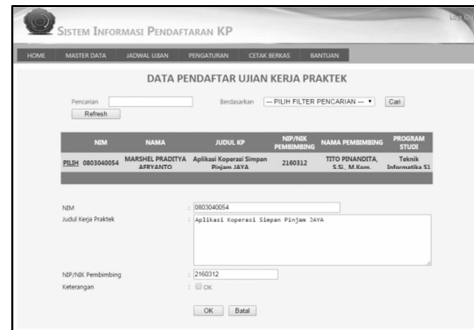 SISTEM INFORMASI PENDAFTARAN KP
HOME MASTER DATA JADWAL UJIAN PENGATURAN CETAK BERKAS BANTUAN
DATA PENDAFTAR UJIAN KERJA PRAKTEK
Pencarian Berdasarkan -- PILIH FILTER PENCARIAN -- Cari
Refresh
NIM NAMA JUDUL KP NIP/NIK PEMBIMBING NAMA PEMBIMBING PROGRAM STUDI
PILIH 0803040054 MARSHEL PRADITYA AFRYANTO Aplikasi Koperasi Simpan Pinjam JAYA 2160312 TITO PINANDITA, S.Si., M.Kom. Teknik Informatika S1
NIM : 0803040054
Judul Kerja Praktek : Aplikasi Koperasi Simpan Pinjam JAYA
NIP/NIK Pembimbing : 2160312
Keterangan : OK
OK Batal